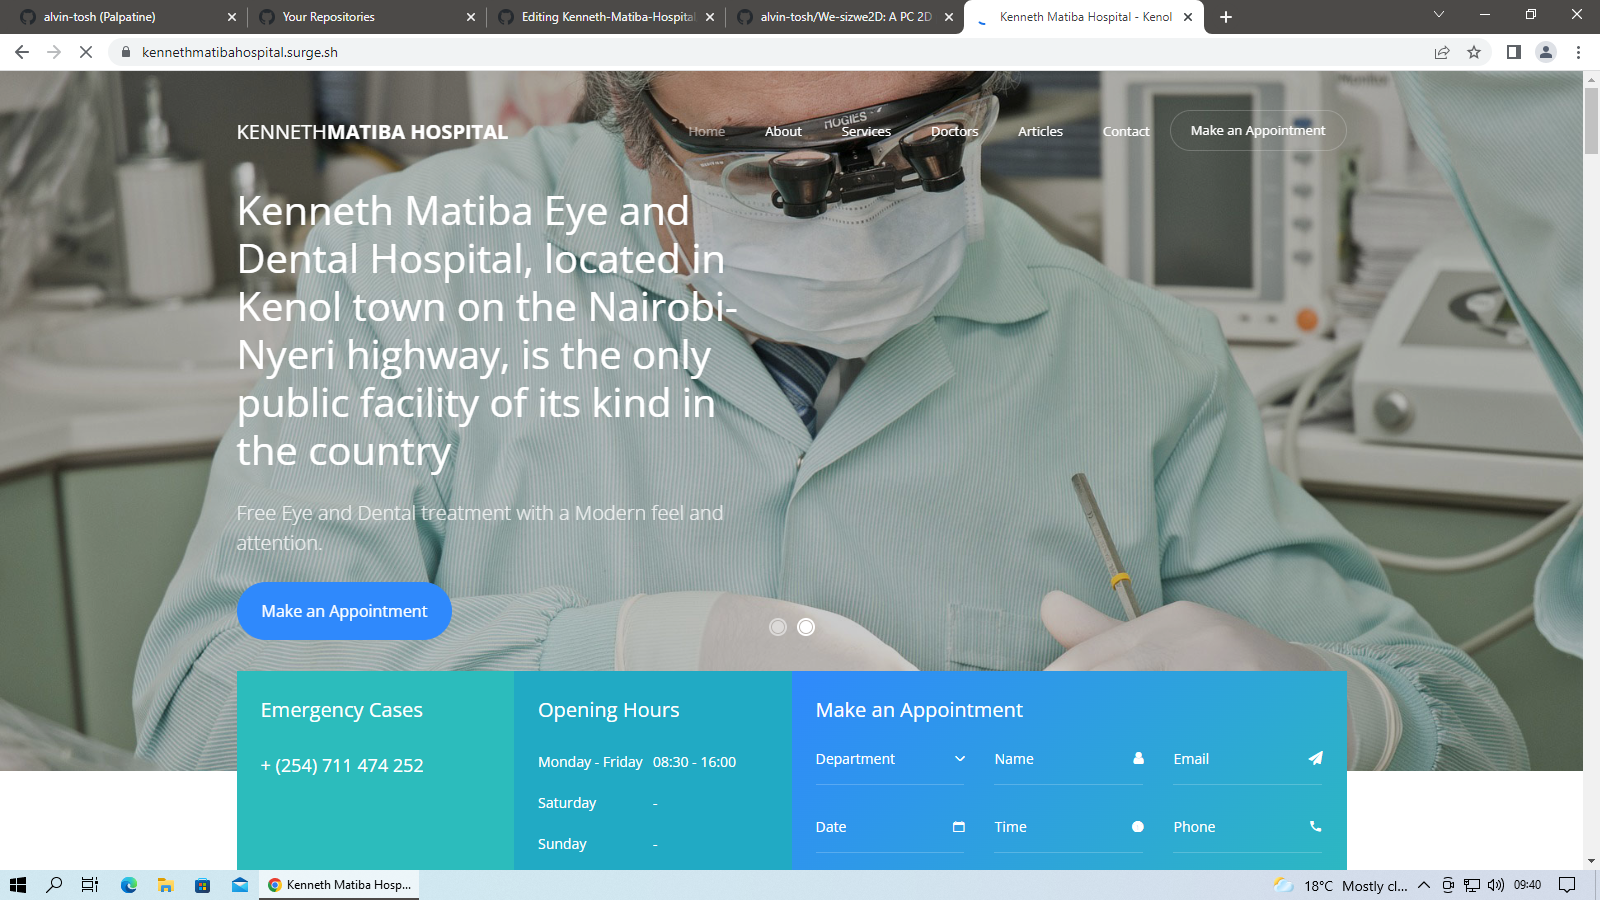 alvin-tosh (Palpatine)
Your Repositories
Editing Kenneth-Matiba-Hospital
alvin-tosh/We-sizwe2D: A PC 2D
Kenneth Matiba Hospital - Kenol
kennethmatibahospital.surge.sh
KENNETHMATIBA HOSPITAL
Home
About
Services
Doctors
Articles
Contact
Make an Appointment
HOGIES
Kenneth Matiba Eye and
Dental Hospital, located in
Kenol town on the Nairobi-
Nyeri highway, is the only
public facility of its kind in
the country
Free Eye and Dental treatment with a Modern feel and
attention.
Make an Appointment
Emergency Cases
+ (254) 711 474 252
Opening Hours
Monday - Friday 08:30 - 16:00
Saturday -
Sunday -
Make an Appointment
Department
Name
Email
Date
Time
Phone
Kenneth Matiba Hosp...
18°C Mostly cl...
09:40